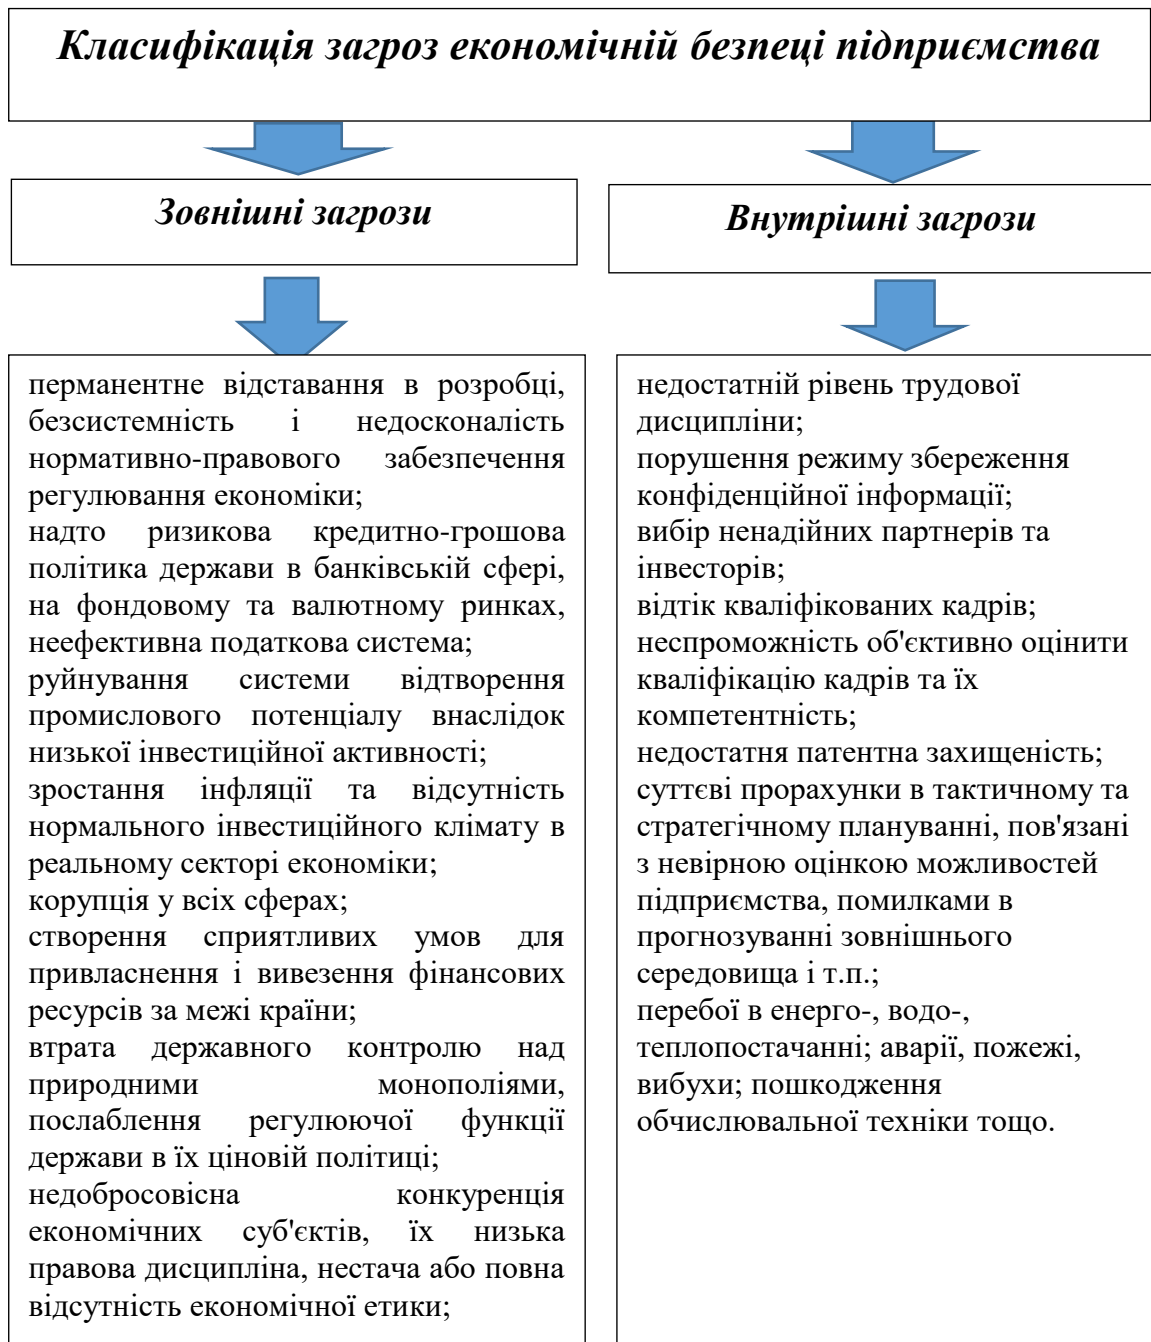 Класифікація загроз економічній безпеці підприємства
Зовнішні загрози
Внутрішні загрози
перманентне відставання в розробці,
безсистемність і недосконалість
нормативно-правового забезпечення
регулювання економіки;
надто ризикова кредитно-грошова
політика держави в банківській сфері,
на фондовому та валютному ринках,
неефективна податкова система;
руйнування системи відтворення
промислового потенціалу внаслідок
низької інвестиційної активності;
зростання інфляції та відсутність
нормального інвестиційного клімату в
реальному секторі економіки;
корупція у всіх сферах;
створення сприятливих умов для
привласнення і вивезення фінансових
ресурсів за межі країни;
втрата державного контролю над
природними монополіями,
послаблення регулюючої функції
держави в їх ціновій політиці;
недобросовісна конкуренція
економічних суб'єктів, їх низька
правова дисципліна, нестача або повна
відсутність економічної етики;
недостатній рівень трудової
дисципліни;
порушення режиму збереження
конфіденційної інформації;
вибір ненадійних партнерів та
інвесторів;
відтік кваліфікованих кадрів;
неспроможність об'єктивно оцінити
кваліфікацію кадрів та їх
компетентність;
недостатня патентна захищеність;
суттєві прорахунки в тактичному та
стратегічному плануванні, пов'язані
з невірною оцінкою можливостей
підприємства, помилками в
прогнозуванні зовнішнього
середовища і т.п.;
перебої в енерго-, водо-,
теплопостачанні; аварії, пожежі,
вибухи; пошкодження
обчислювальної техніки тощо.